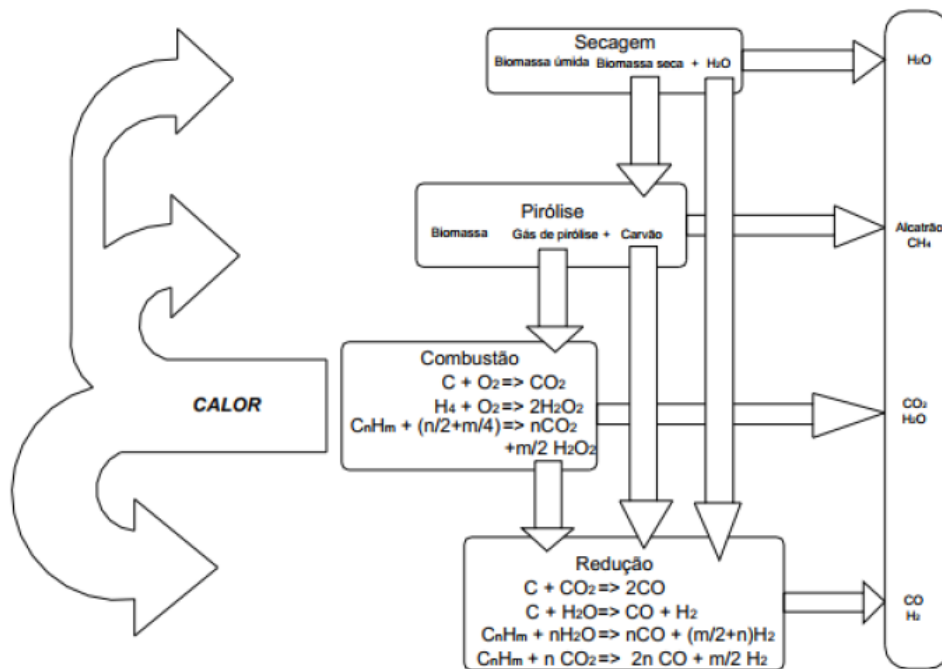 Secagem
Biomassa úmida Biomassa seca + H₂O
H₂O
Pirólise
Biomassa Gás de pirólise + Carvão
Alcatrão
CH₄
Combustão
C + O₂=> CO₂
H₄ + O₂=> 2H₂O₂
CₙHₘ + (n/2+m/4)=> nCO₂
+m/2 H₂O₂
CALOR
CO₂
H₂O
Redução
C + CO₂=> 2CO
C + H₂O=> CO + H₂
CₙHₘ + nH₂O=> nCO + (m/2+n)H₂
CₙHₘ + n CO₂=> 2n CO + m/2 H₂
CO
H₂